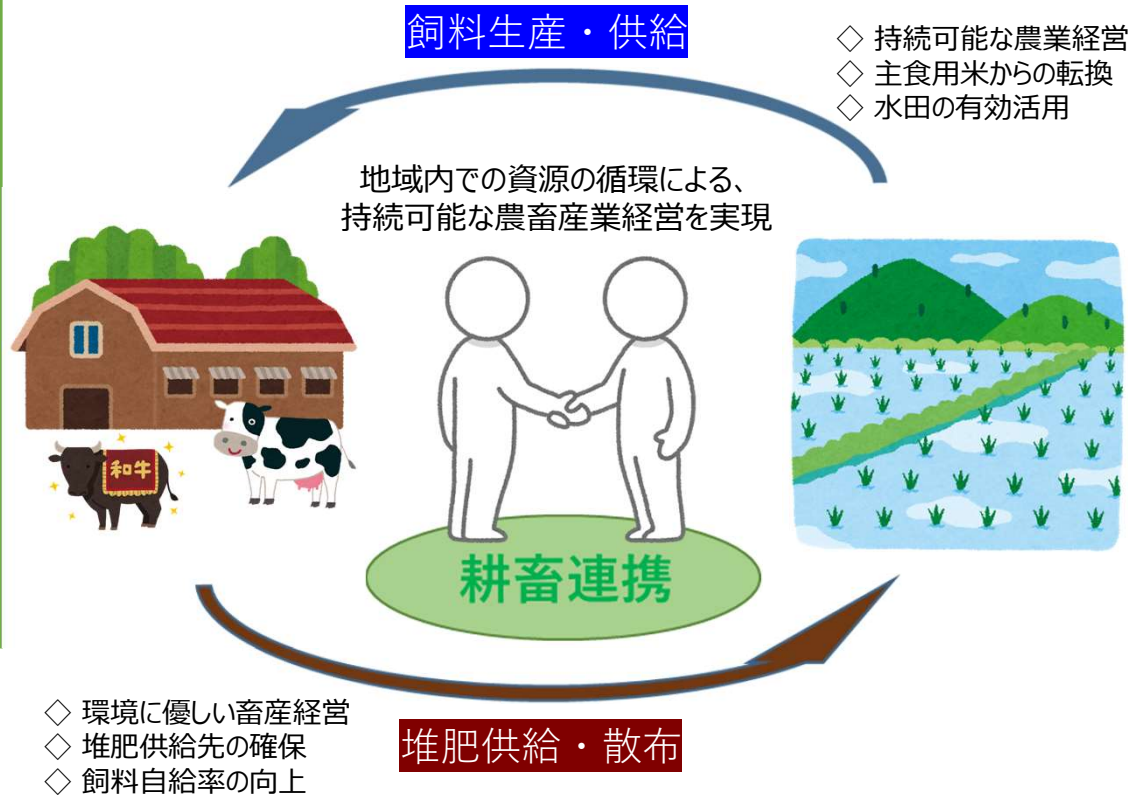 飼料生産・供給
◇ 持続可能な農業経営
◇ 主食用米からの転換
◇ 水田の有効活用
地域内での資源の循環による、
持続可能な農畜産業経営を実現
和牛
耕畜連携
◇ 環境に優しい畜産経営
◇ 堆肥供給先の確保
◇ 飼料自給率の向上
堆肥供給・散布